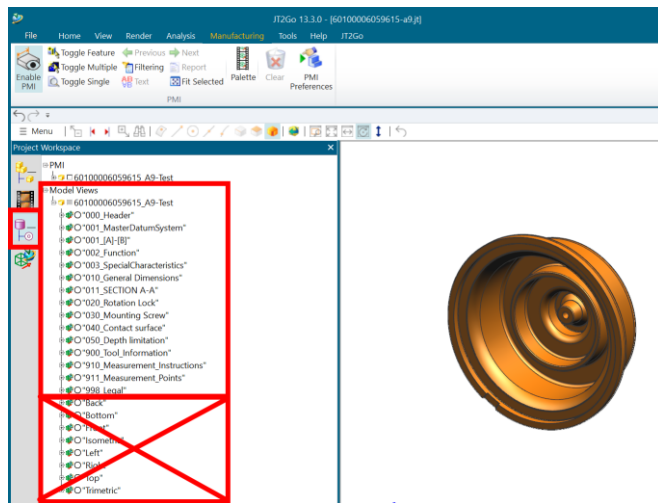 JT2Go 13.3.0 - [60100006059615-a9.jt]
File Home View Render Analysis Manufacturing Tools Help JT2Go
Enable PMI
Toggle Feature Previous Next
Toggle Multiple Filtering Report
Toggle Single Text Fit Selected
Palette
Clear
PMI Preferences
PMI
Menu
Project Workspace
PMI
60100006059615_A9-Test
Model Views
60100006059615_A9-Test
"000_Header"
"001_MasterDatumSystem"
"001_[A]-[B]"
"002_Function"
"003_SpecialCharacteristics"
"010_General Dimensions"
"011_SECTION A-A"
"020_Rotation Lock"
"030_Mounting Screw"
"040_Contact surface"
"050_Depth limitation"
"900_Tool_Information"
"910_Measurement_Instructions"
"911_Measurement_Points"
"998_Legal"
"Back"
"Bottom"
"Front"
"Isometric"
"Left"
"Right"
"Top"
"Trimetric"